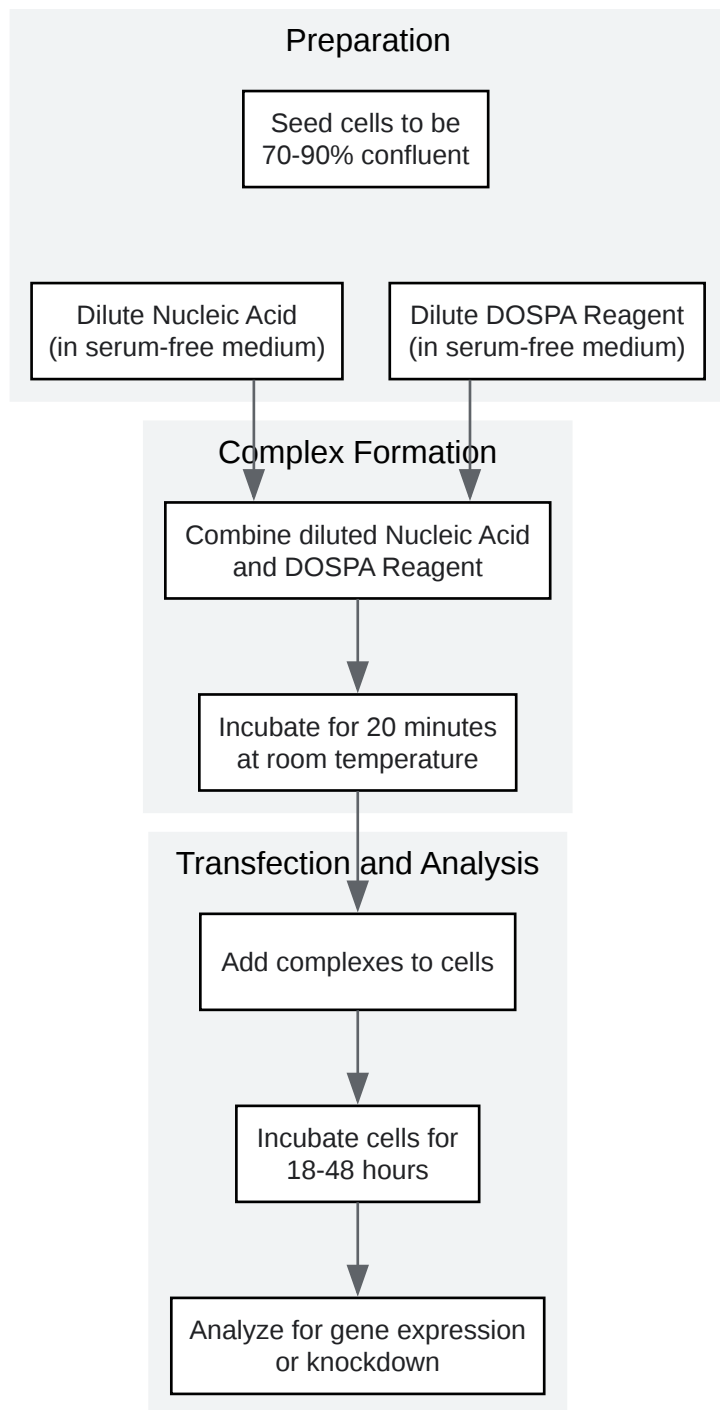 Preparation
Seed cells to be
70-90% confluent
Dilute Nucleic Acid
(in serum-free medium)
Dilute DOSPA Reagent
(in serum-free medium)
Complex Formation
Combine diluted Nucleic Acid
and DOSPA Reagent
Incubate for 20 minutes
at room temperature
Transfection and Analysis
Add complexes to cells
Incubate cells for
18-48 hours
Analyze for gene expression
or knockdown